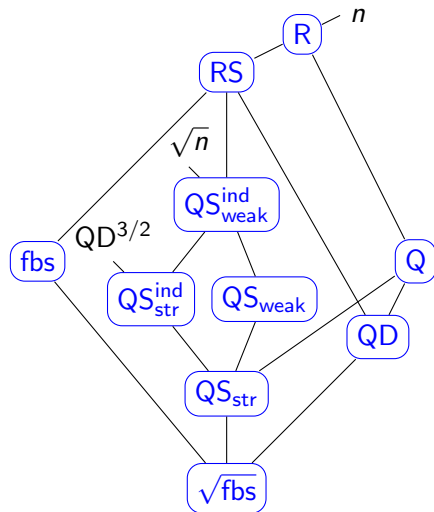 n
R
RS
√n
QS^ind_weak
QD^3/2
fbs
Q
QS^ind_str
QS_weak
QD
QS_str
√fbs